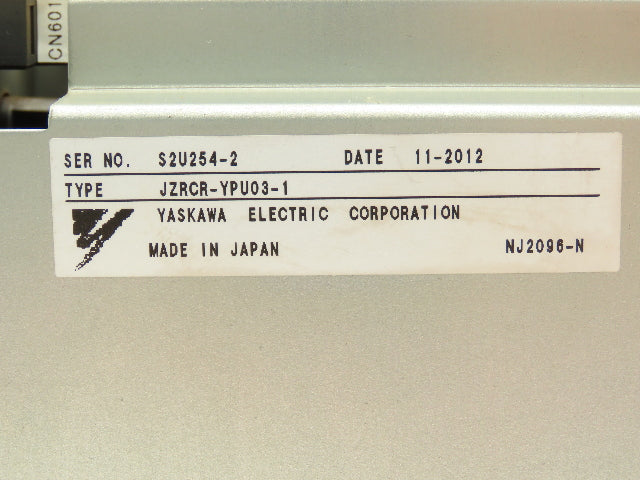 CN601
SER NO. S2U254-2 DATE 11-2012
TYPE JZRCR-YPU03-1
YASKAWA ELECTRIC CORPORATION
MADE IN JAPAN NJ2096-N